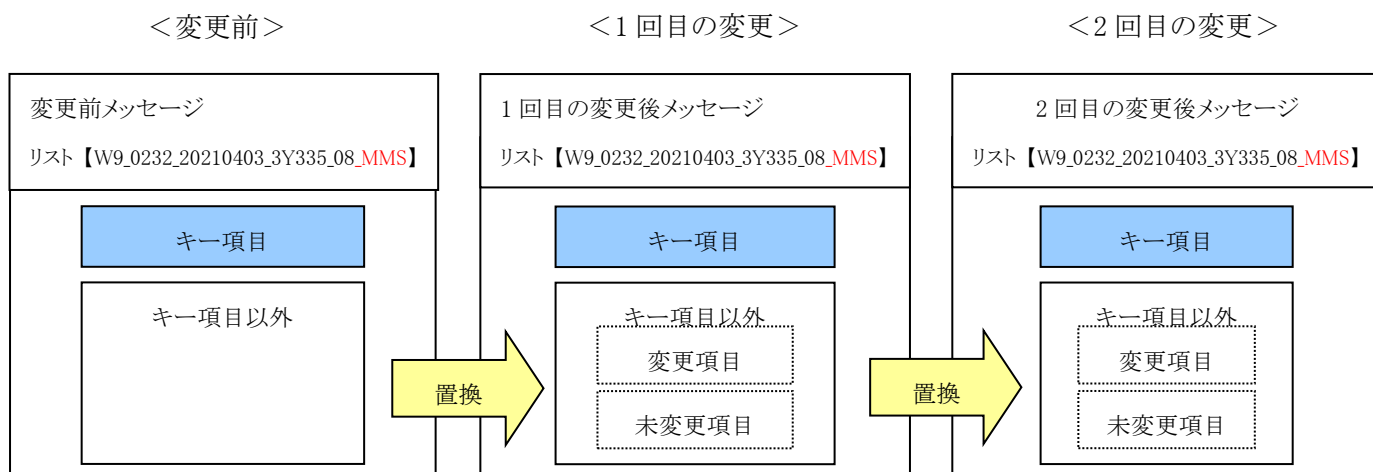 ＜変更前＞
＜1 回目の変更＞
＜2 回目の変更＞
変更前メッセージ
リスト【W9_0232_20210403_3Y335_08_MMS】
キー項目
キー項目以外
置換
1 回目の変更後メッセージ
リスト【W9_0232_20210403_3Y335_08_MMS】
キー項目
キー項目以外
変更項目
未変更項目
置換
2 回目の変更後メッセージ
リスト【W9_0232_20210403_3Y335_08_MMS】
キー項目
キー項目以外
変更項目
未変更項目